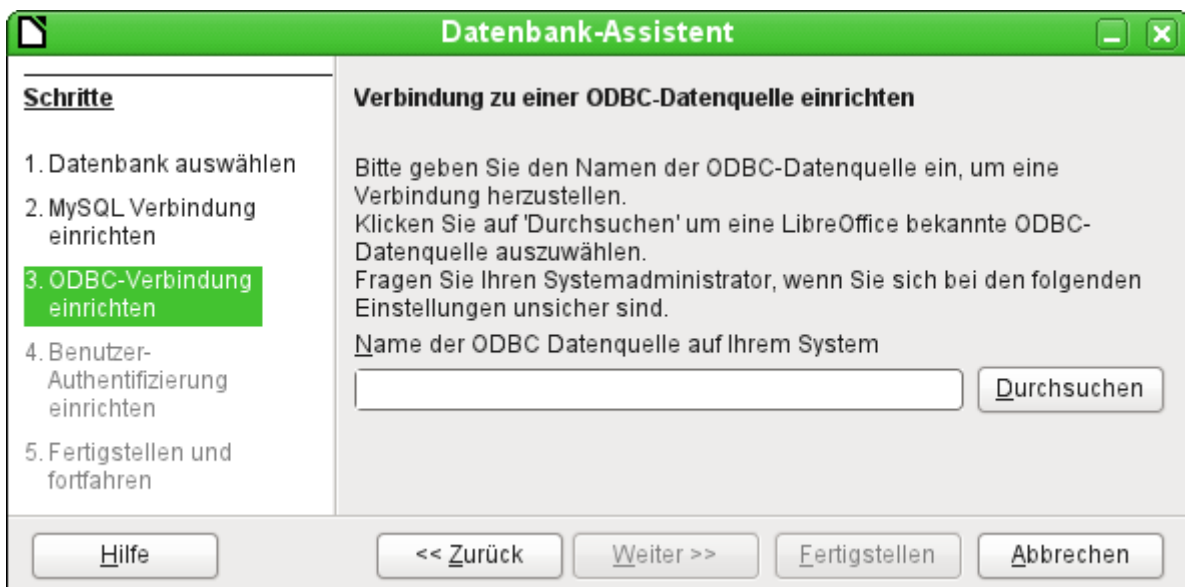 Datenbank-Assistent
Schritte
1. Datenbank auswählen
2. MySQL Verbindung
einrichten
3. ODBC-Verbindung
einrichten
4. Benutzer-
Authentifizierung
einrichten
5. Fertigstellen und
fortfahren
Verbindung zu einer ODBC-Datenquelle einrichten
Bitte geben Sie den Namen der ODBC-Datenquelle ein, um eine
Verbindung herzustellen.
Klicken Sie auf 'Durchsuchen' um eine LibreOffice bekannte ODBC-
Datenquelle auszuwählen.
Fragen Sie Ihren Systemadministrator, wenn Sie sich bei den folgenden
Einstellungen unsicher sind.
Name der ODBC Datenquelle auf Ihrem System
Durchsuchen
Hilfe
<< Zurück
Weiter >>
Fertigstellen
Abbrechen